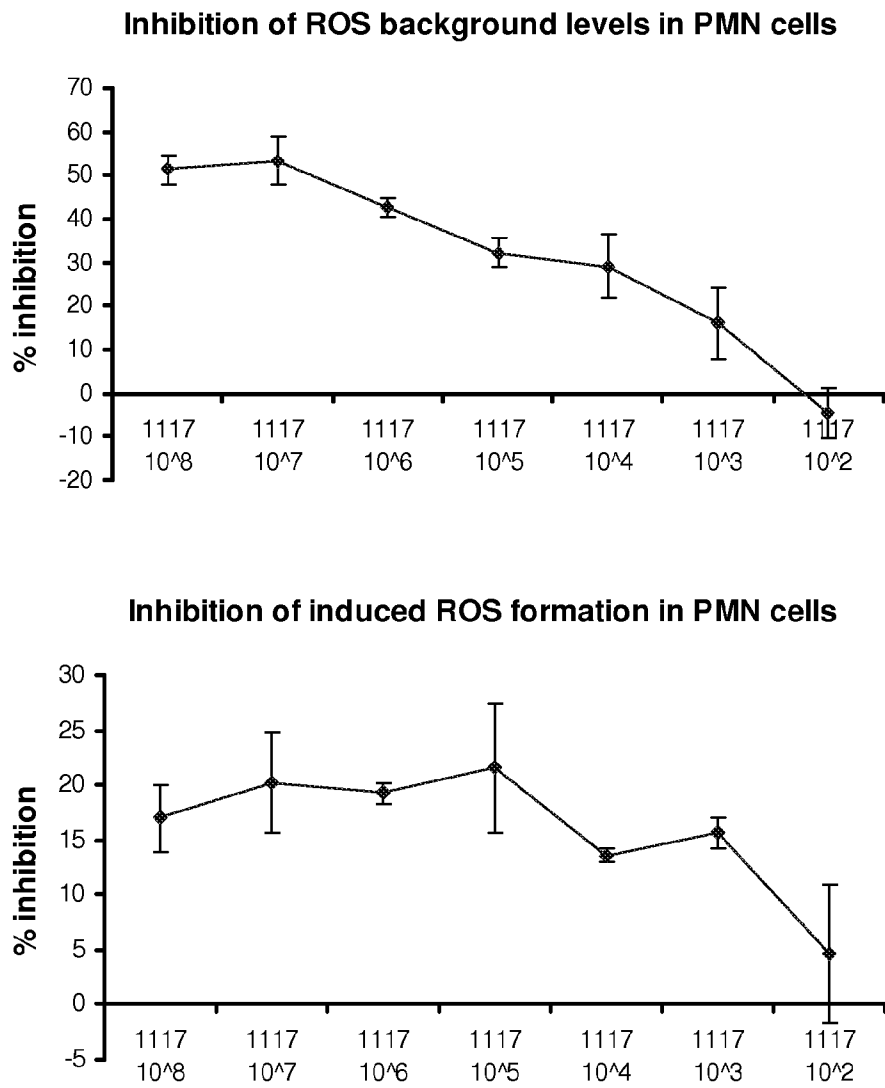 Inhibition of ROS background levels in PMN cells
70
60
50
40
30
20
10
0
-10
-20
% inhibition
1117 1117 1117 1117 1117 1117 1117
10^8 10^7 10^6 10^5 10^4 10^3 10^2
Inhibition of induced ROS formation in PMN cells
30
25
20
15
10
5
0
-5
% inhibition
1117 1117 1117 1117 1117 1117 1117
10^8 10^7 10^6 10^5 10^4 10^3 10^2